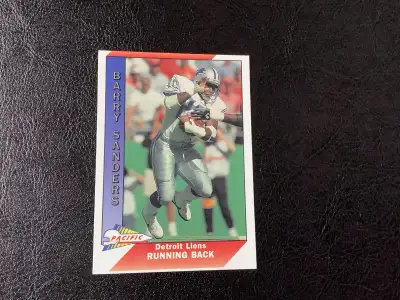 BARRY SANDERS
PACIFIC
Detroit Lions
RUNNING BACK